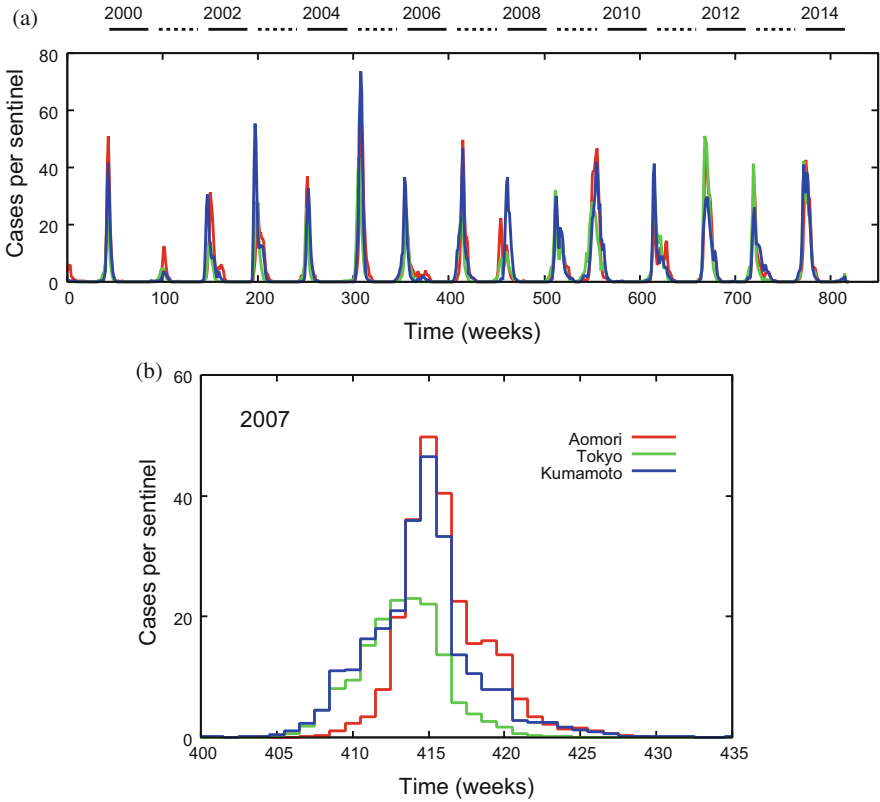 (a)
2000 2002 2004 2006 2008 2010 2012 2014
80
60
40
20
0
Cases per sentinel
0 100 200 300 400 500 600 700 800
Time (weeks)
(b)
60
40
20
0
Cases per sentinel
2007
Aomori
Tokyo
Kumamoto
400 405 410 415 420 425 430 435
Time (weeks)